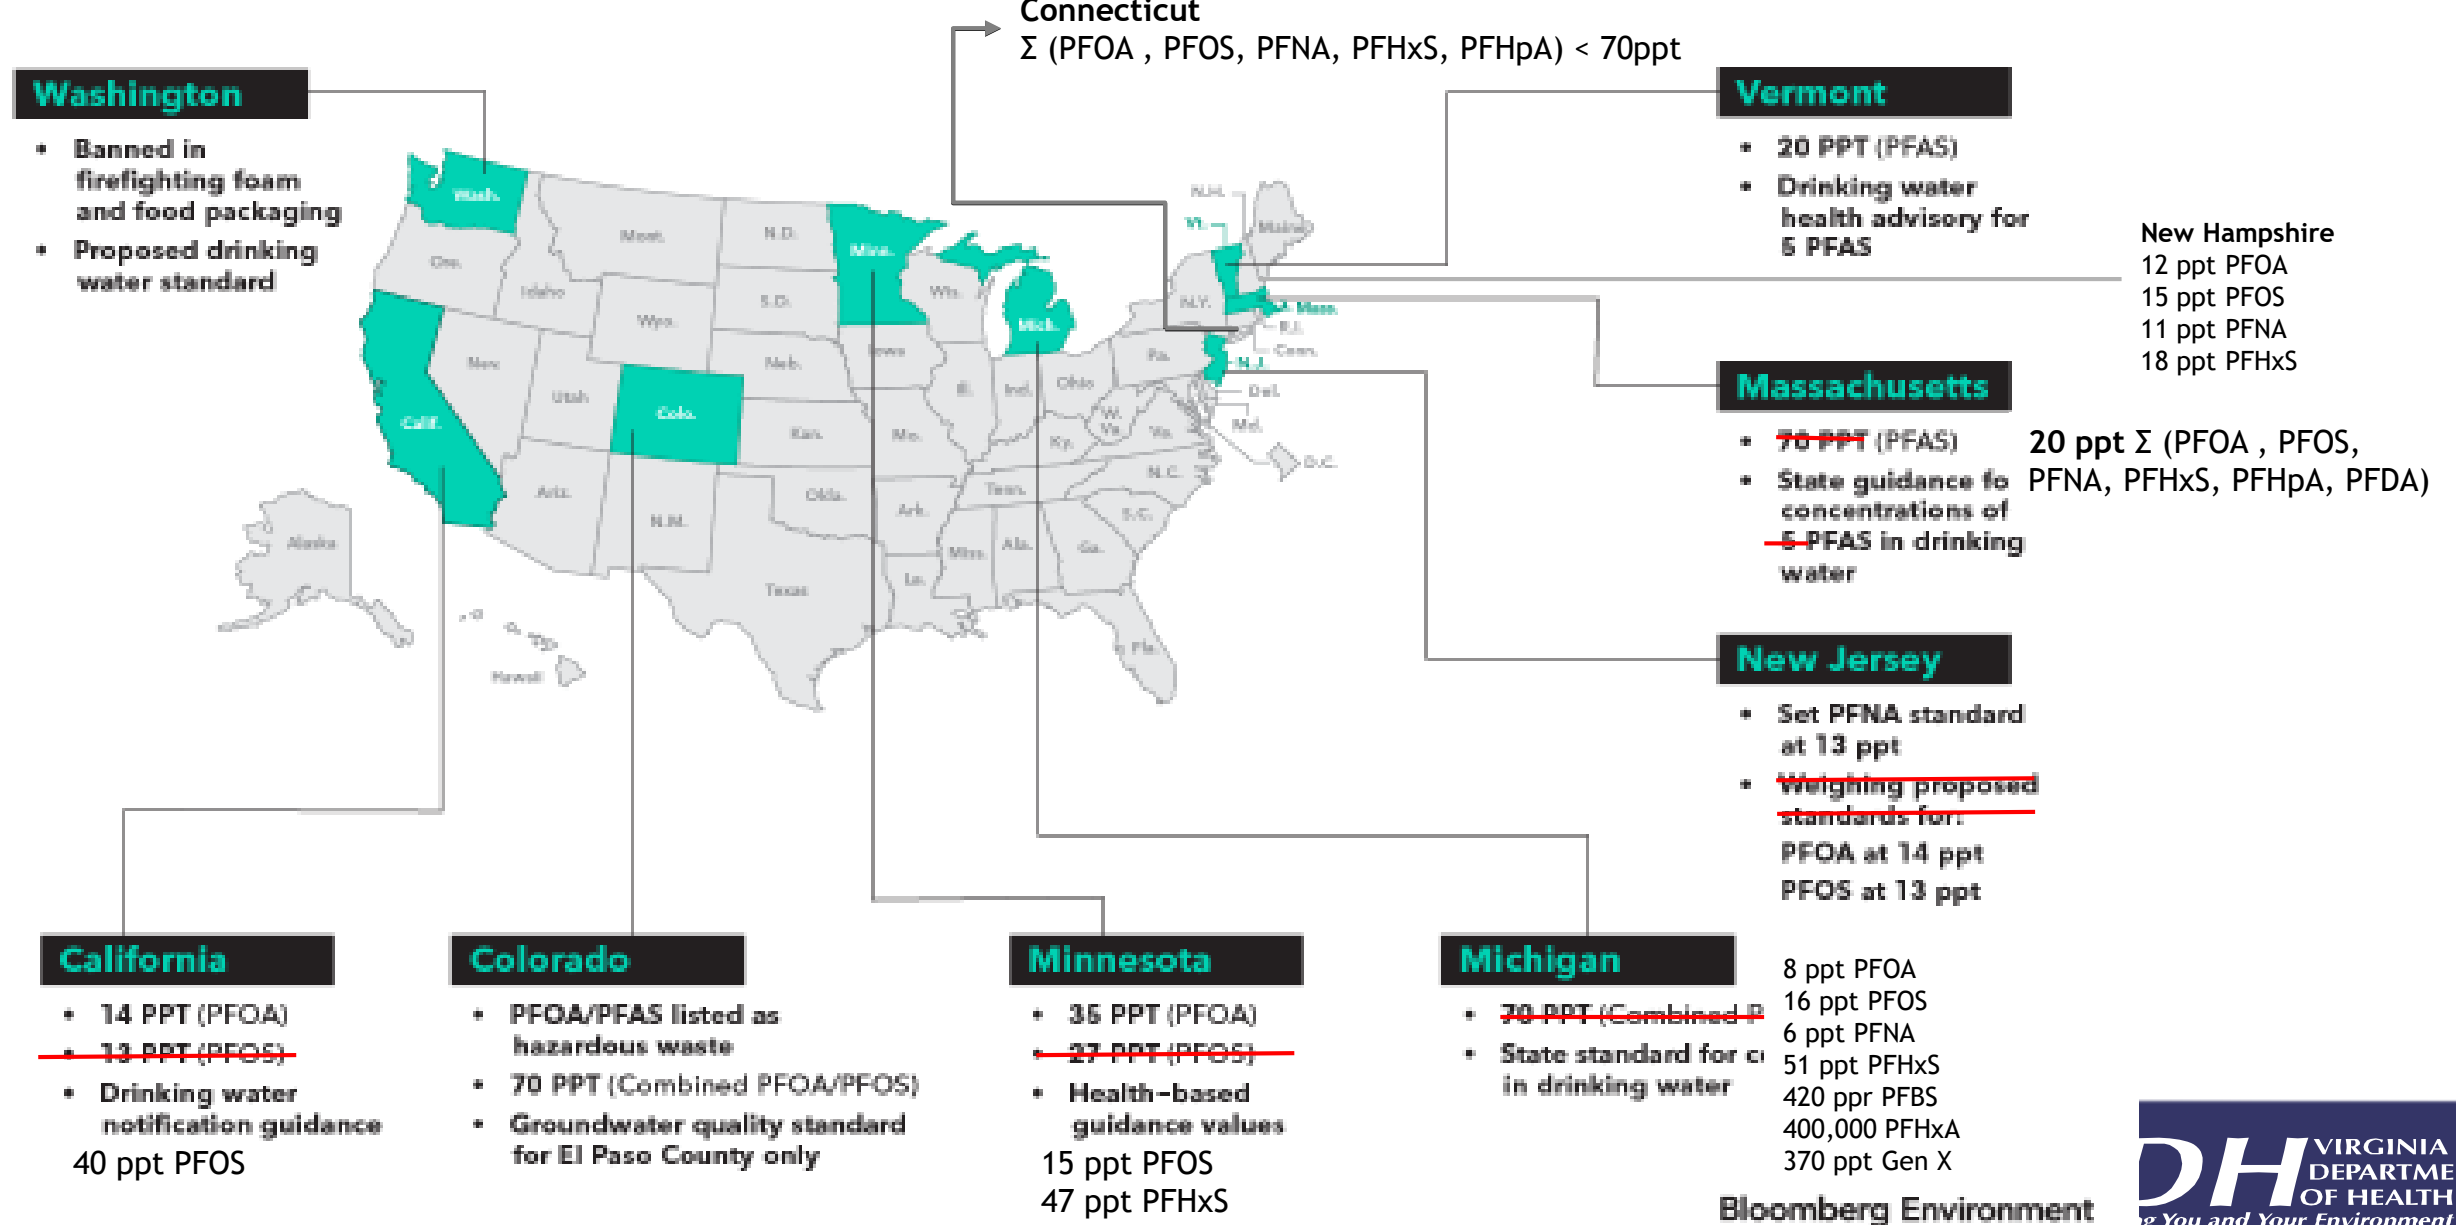 Connecticut
Σ (PFOA , PFOS, PFNA, PFHxS, PFHpA) < 70ppt
Washington
• Banned in
firefighting foam
and food packaging
• Proposed drinking
water standard
Vermont
• 20 PPT (PFAS)
• Drinking water
health advisory for
5 PFAS
New Hampshire
12 ppt PFOA
15 ppt PFOS
11 ppt PFNA
18 ppt PFHxS
Massachusetts
• 70 PPT (PFAS)
• State guidance fo
concentrations of
5 PFAS in drinking
water
20 ppt Σ (PFOA , PFOS,
PFNA, PFHxS, PFHpA, PFDA)
New Jersey
• Set PFNA standard
at 13 ppt
• Weighing proposed
standards for:
PFOA at 14 ppt
PFOS at 13 ppt
Wash.
Ore.
Calif.
Idaho
Nev.
Mont.
Wyo.
Utah
Ariz.
Colo.
N.M.
N.D.
S.D.
Neb.
Kan.
Okla.
Texas
Minn.
Iowa
Mo.
Ark.
La.
Wis.
Ill.
Mich.
Ind.
Ohio
Ky.
Tenn.
Miss.
Ala.
Ga.
Fla.
S.C.
N.C.
Va.
W.
Va.
Pa.
N.Y.
Vt.
N.H.
Maine
Mass.
R.I.
Conn.
N.J.
Del.
Md.
D.C.
Alaska
Hawaii
California
• 14 PPT (PFOA)
• 13 PPT (PFOS)
• Drinking water
notification guidance
40 ppt PFOS
Colorado
• PFOA/PFAS listed as
hazardous waste
• 70 PPT (Combined PFOA/PFOS)
• Groundwater quality standard
for El Paso County only
Minnesota
• 35 PPT (PFOA)
• 27 PPT (PFOS)
• Health-based
guidance values
15 ppt PFOS
47 ppt PFHxS
Michigan
• 70 PPT (Combined P
• State standard for c
in drinking water
8 ppt PFOA
16 ppt PFOS
6 ppt PFNA
51 ppt PFHxS
420 ppr PFBS
400,000 PFHxA
370 ppt Gen X
Bloomberg Environment
DH
VIRGINIA
DEPARTME
OF HEALTH
g You and Your Environment